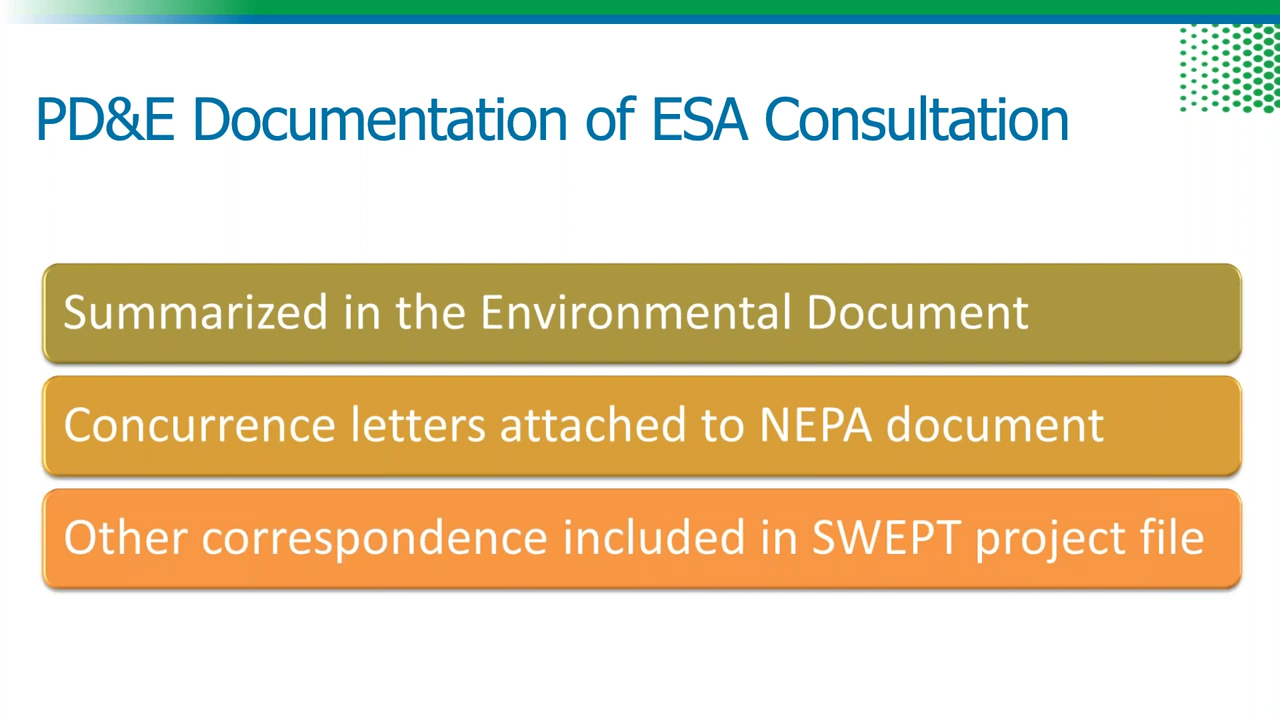 PD&E Documentation of ESA Consultation
Summarized in the Environmental Document
Concurrence letters attached to NEPA document
Other correspondence included in SWEPT project file